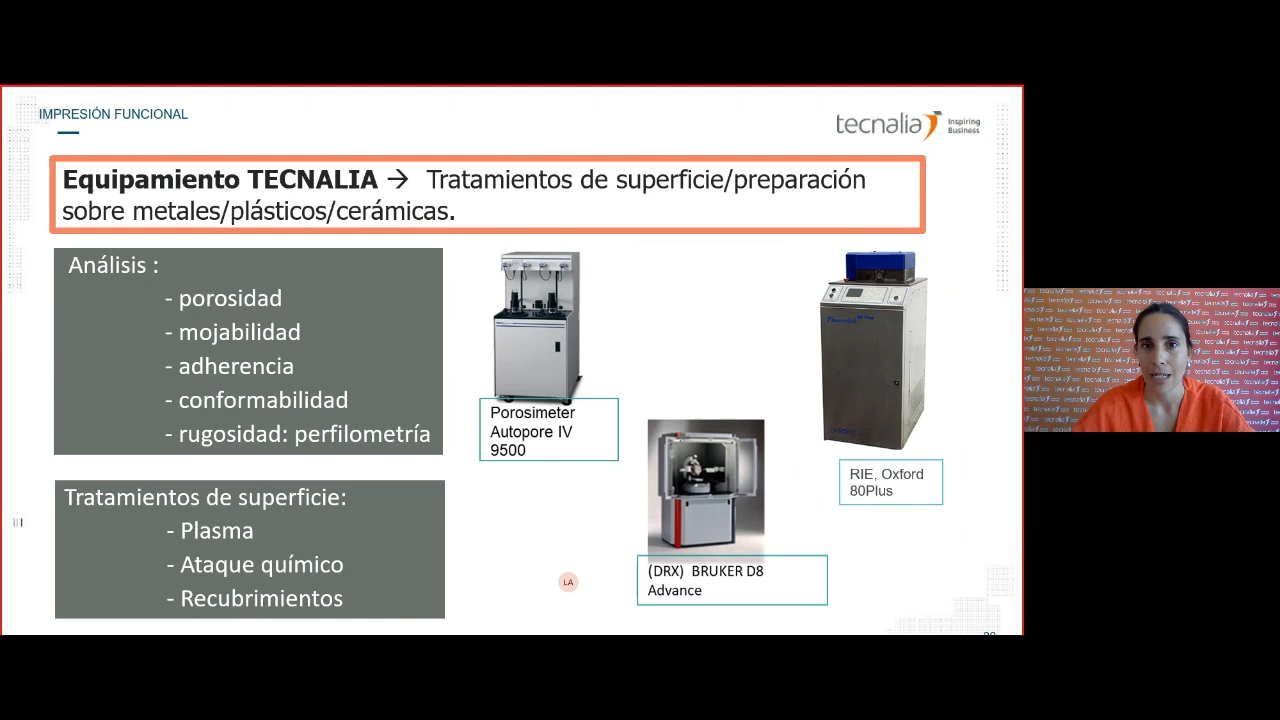 IMPRESIÓN FUNCIONAL
tecnalia Inspiring
Business
Equipamiento TECNALIA → Tratamientos de superficie/preparación
sobre metales/plásticos/cerámicas.
Análisis :
- porosidad
- mojabilidad
- adherencia
- conformabilidad
- rugosidad: perfilometría
Tratamientos de superficie:
- Plasma
- Ataque químico
- Recubrimientos
Porosimeter
Autopore IV
9500
(DRX) BRUKER D8
Advance
RIE, Oxford
80Plus
LA
tecnalia